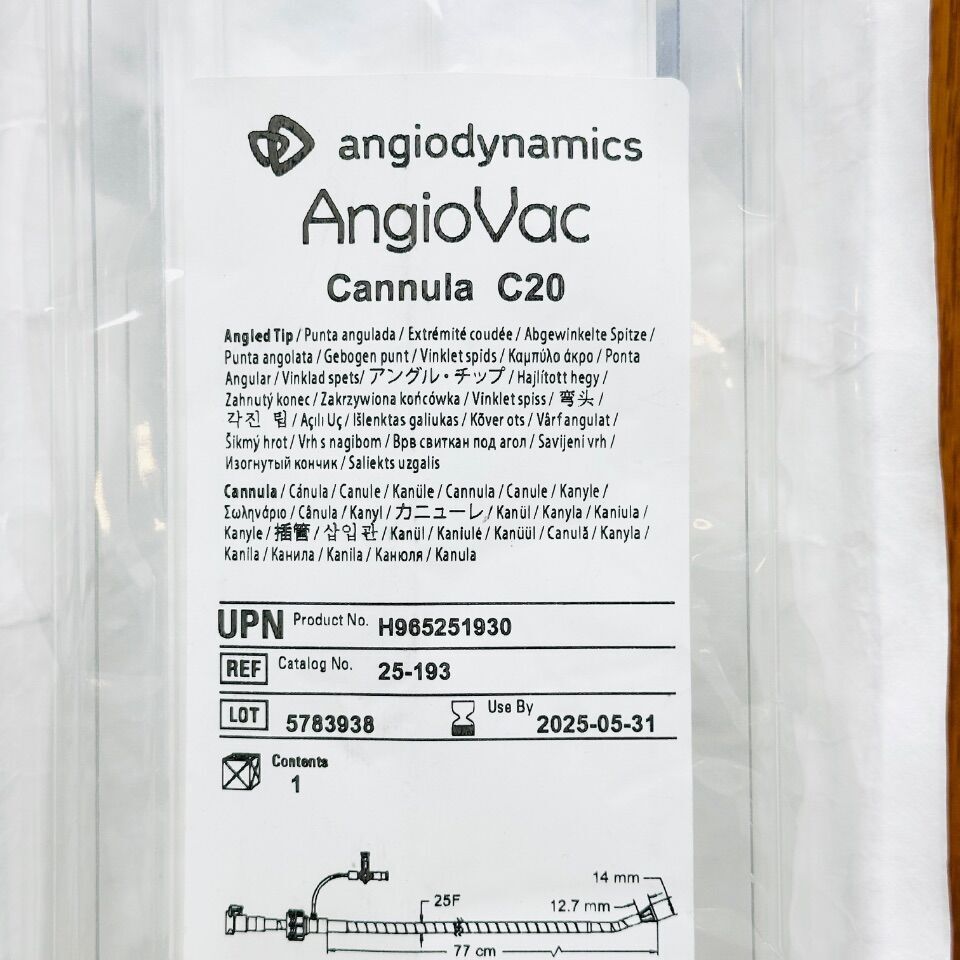 angiodynamics
AngioVac
Cannula C20
Angled Tip / Punta angulada / Extrémité coudée / Abgewinkelte Spitze /
Punta angolata / Gebogen punt / Vinklet spids / Καμπύλο άκρο / Ponta
Angular / Vinklad spets/ アングル・チップ / Hajlított hegy /
Zahnutý konec / Zakrzywiona końcówka / Vinklet spiss / 弯头 /
각진 팁 / Açılı Uç / Išlenktas galiukas / Kõver ots / Vârf angulat /
Šikmý hrot / Vrh s nagibom / Врв свиткан под агол / Savijeni vrh /
Изогнутый кончик / Saliekts uzgalis
Cannula / Cánula / Canule / Kanüle / Cannula / Canule / Kanyle /
Σωληνάριο / Cânula / Kanyl / カニューレ / Kanül / Kanyla / Kaniula /
Kanyle / 插管 / 삽입관 / Kanül / Kaniulė / Kanüül / Canulă / Kanyla /
Kanila / Канила / Kanila / Канюля / Kanula
UPN Product No. H965251930
REF Catalog No. 25-193
LOT 5783938 Use By 2025-05-31
Contents
1
14 mm
25F 12.7 mm
77 cm